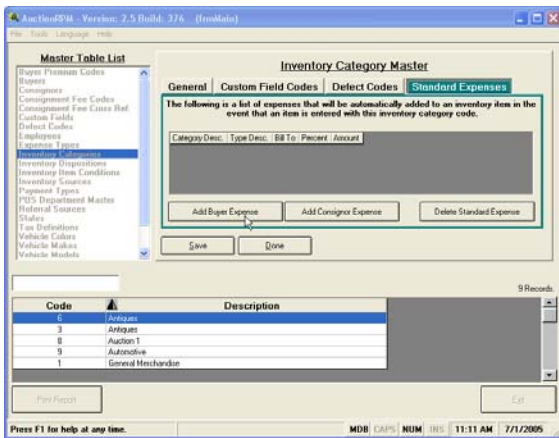 AuctionRPM - Version: 2.5 Build: 376 (frmMain)
File Tools Language Help
Master Table List
Buyer Premium Codes
Buyers
Consignors
Consignment Fee Codes
Consignment Fee Cross Ref.
Custom Fields
Defect Codes
Employees
Expense Types
Inventory Categories
Inventory Dispositions
Inventory Item Conditions
Inventory Sources
Payment Types
POS Department Master
Referral Sources
States
Tax Definitions
Vehicle Colors
Vehicle Makes
Vehicle Models
Inventory Category Master
General Custom Field Codes Defect Codes Standard Expenses
The following is a list of expenses that will be automatically added to an inventory item in the
event that an item is entered with this inventory category code.
Category Desc. Type Desc. Bill To Percent Amount
Add Buyer Expense Add Consignor Expense Delete Standard Expense
Save Done
9 Records
Code Description
6 Antiques
3 Antiques
8 Auction 1
9 Automotive
1 General Merchandise
Print Report Exit
Press F1 for help at any time. MDB CAPS NUM INS 11:11 AM 7/1/2005